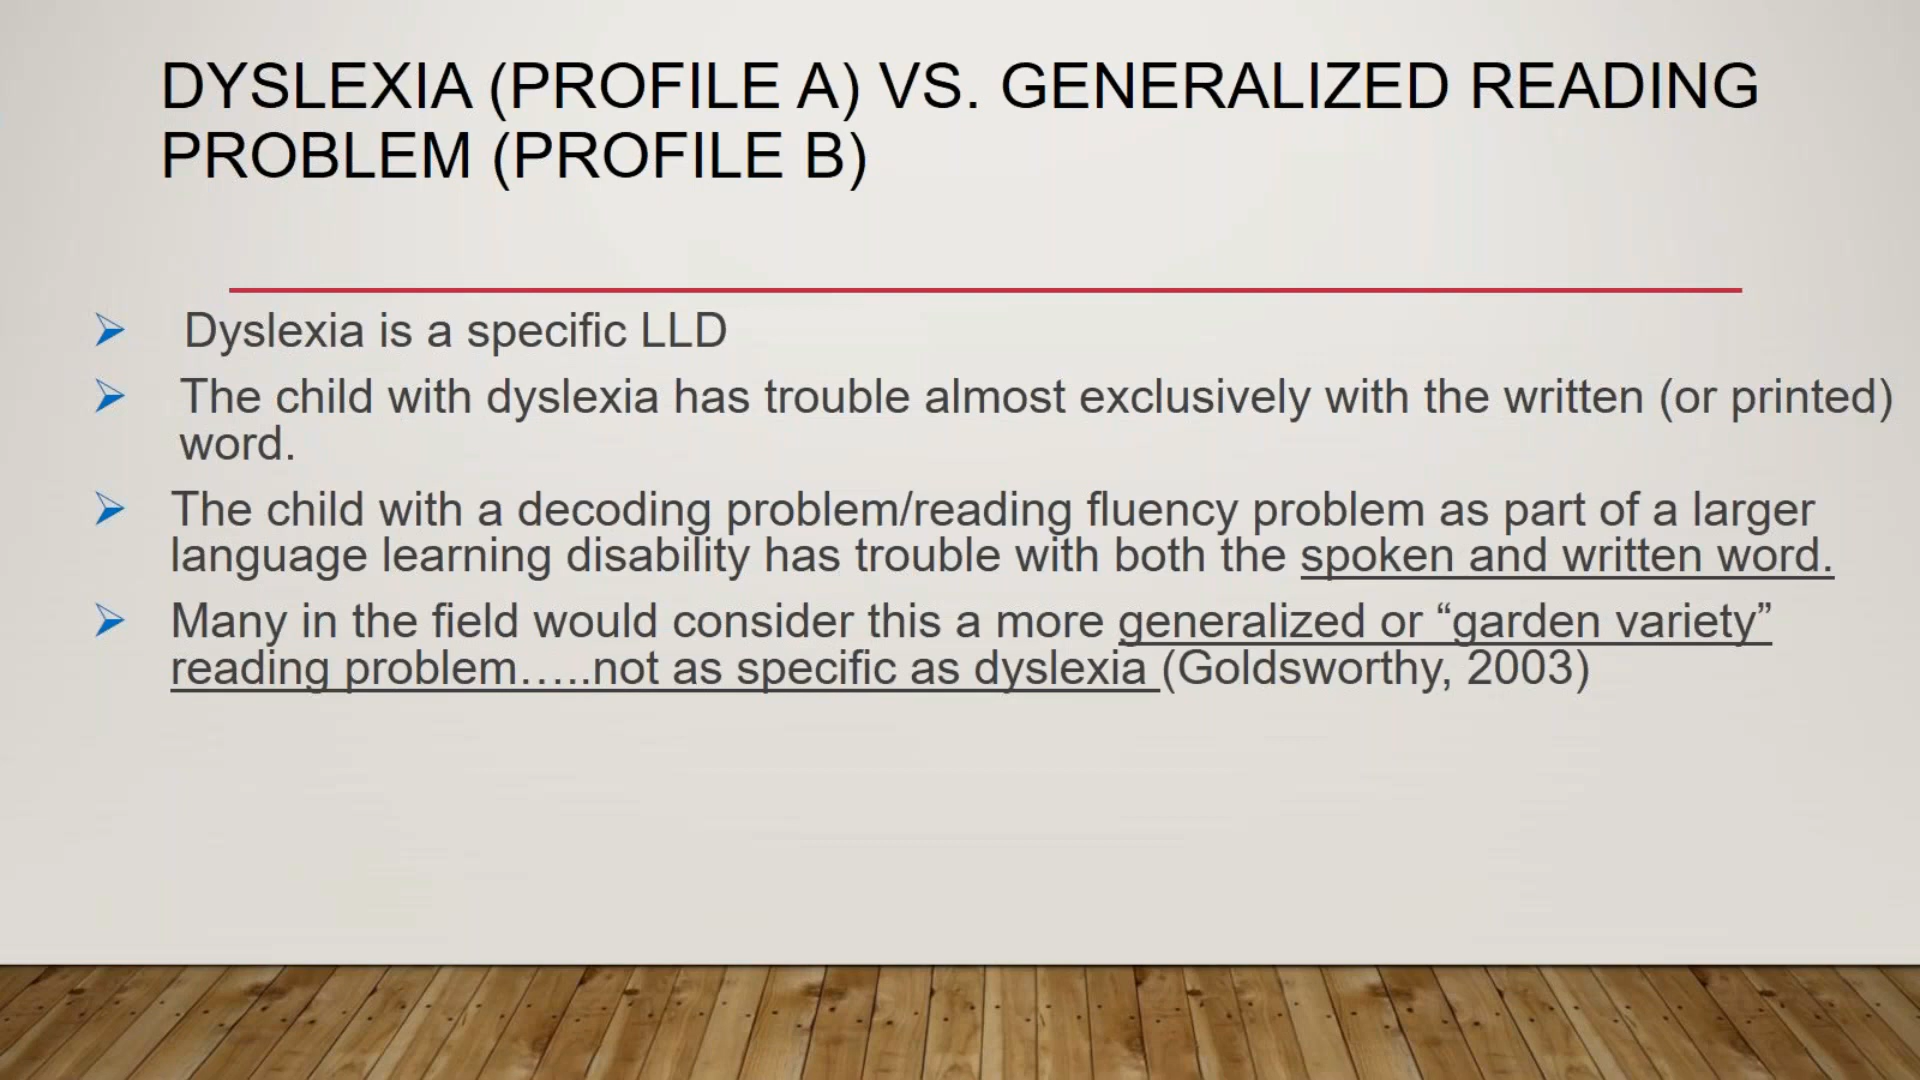 DYSLEXIA (PROFILE A) VS. GENERALIZED READING
PROBLEM (PROFILE B)
Dyslexia is a specific LLD
The child with dyslexia has trouble almost exclusively with the written (or printed)
word.
The child with a decoding problem/reading fluency problem as part of a larger
language learning disability has trouble with both the spoken and written word.
Many in the field would consider this a more generalized or “garden variety”
reading problem…..not as specific as dyslexia (Goldsworthy, 2003)